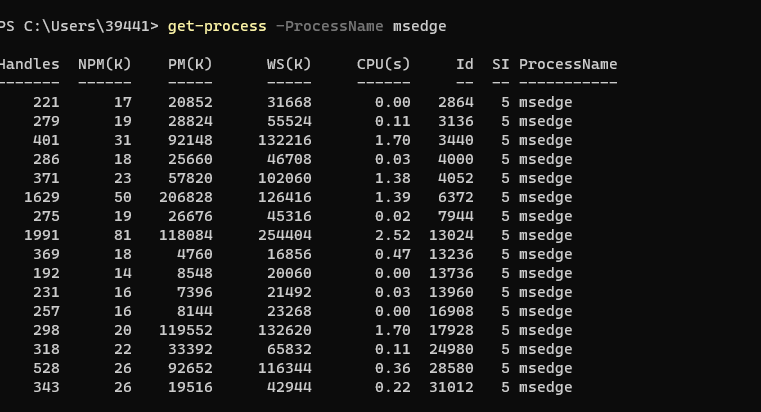 PS C:\Users\39441> get-process -ProcessName msedge
Handles NPM(K) PM(K) WS(K) CPU(s) Id SI ProcessName
------- ------ ----- ----- ------ -- -- -----------
221 17 20852 31668 0.00 2864 5 msedge
279 19 28824 55524 0.11 3136 5 msedge
401 31 92148 132216 1.70 3440 5 msedge
286 18 25660 46708 0.03 4000 5 msedge
371 23 57820 102060 1.38 4052 5 msedge
1629 50 206828 126416 1.39 6372 5 msedge
275 19 26676 45316 0.02 7944 5 msedge
1991 81 118084 254404 2.52 13024 5 msedge
369 18 4760 16856 0.47 13236 5 msedge
192 14 8548 20060 0.00 13736 5 msedge
231 16 7396 21492 0.03 13960 5 msedge
257 16 8144 23268 0.00 16908 5 msedge
298 20 119552 132620 1.70 17928 5 msedge
318 22 33392 65832 0.11 24980 5 msedge
528 26 92652 116344 0.36 28580 5 msedge
343 26 19516 42944 0.22 31012 5 msedge